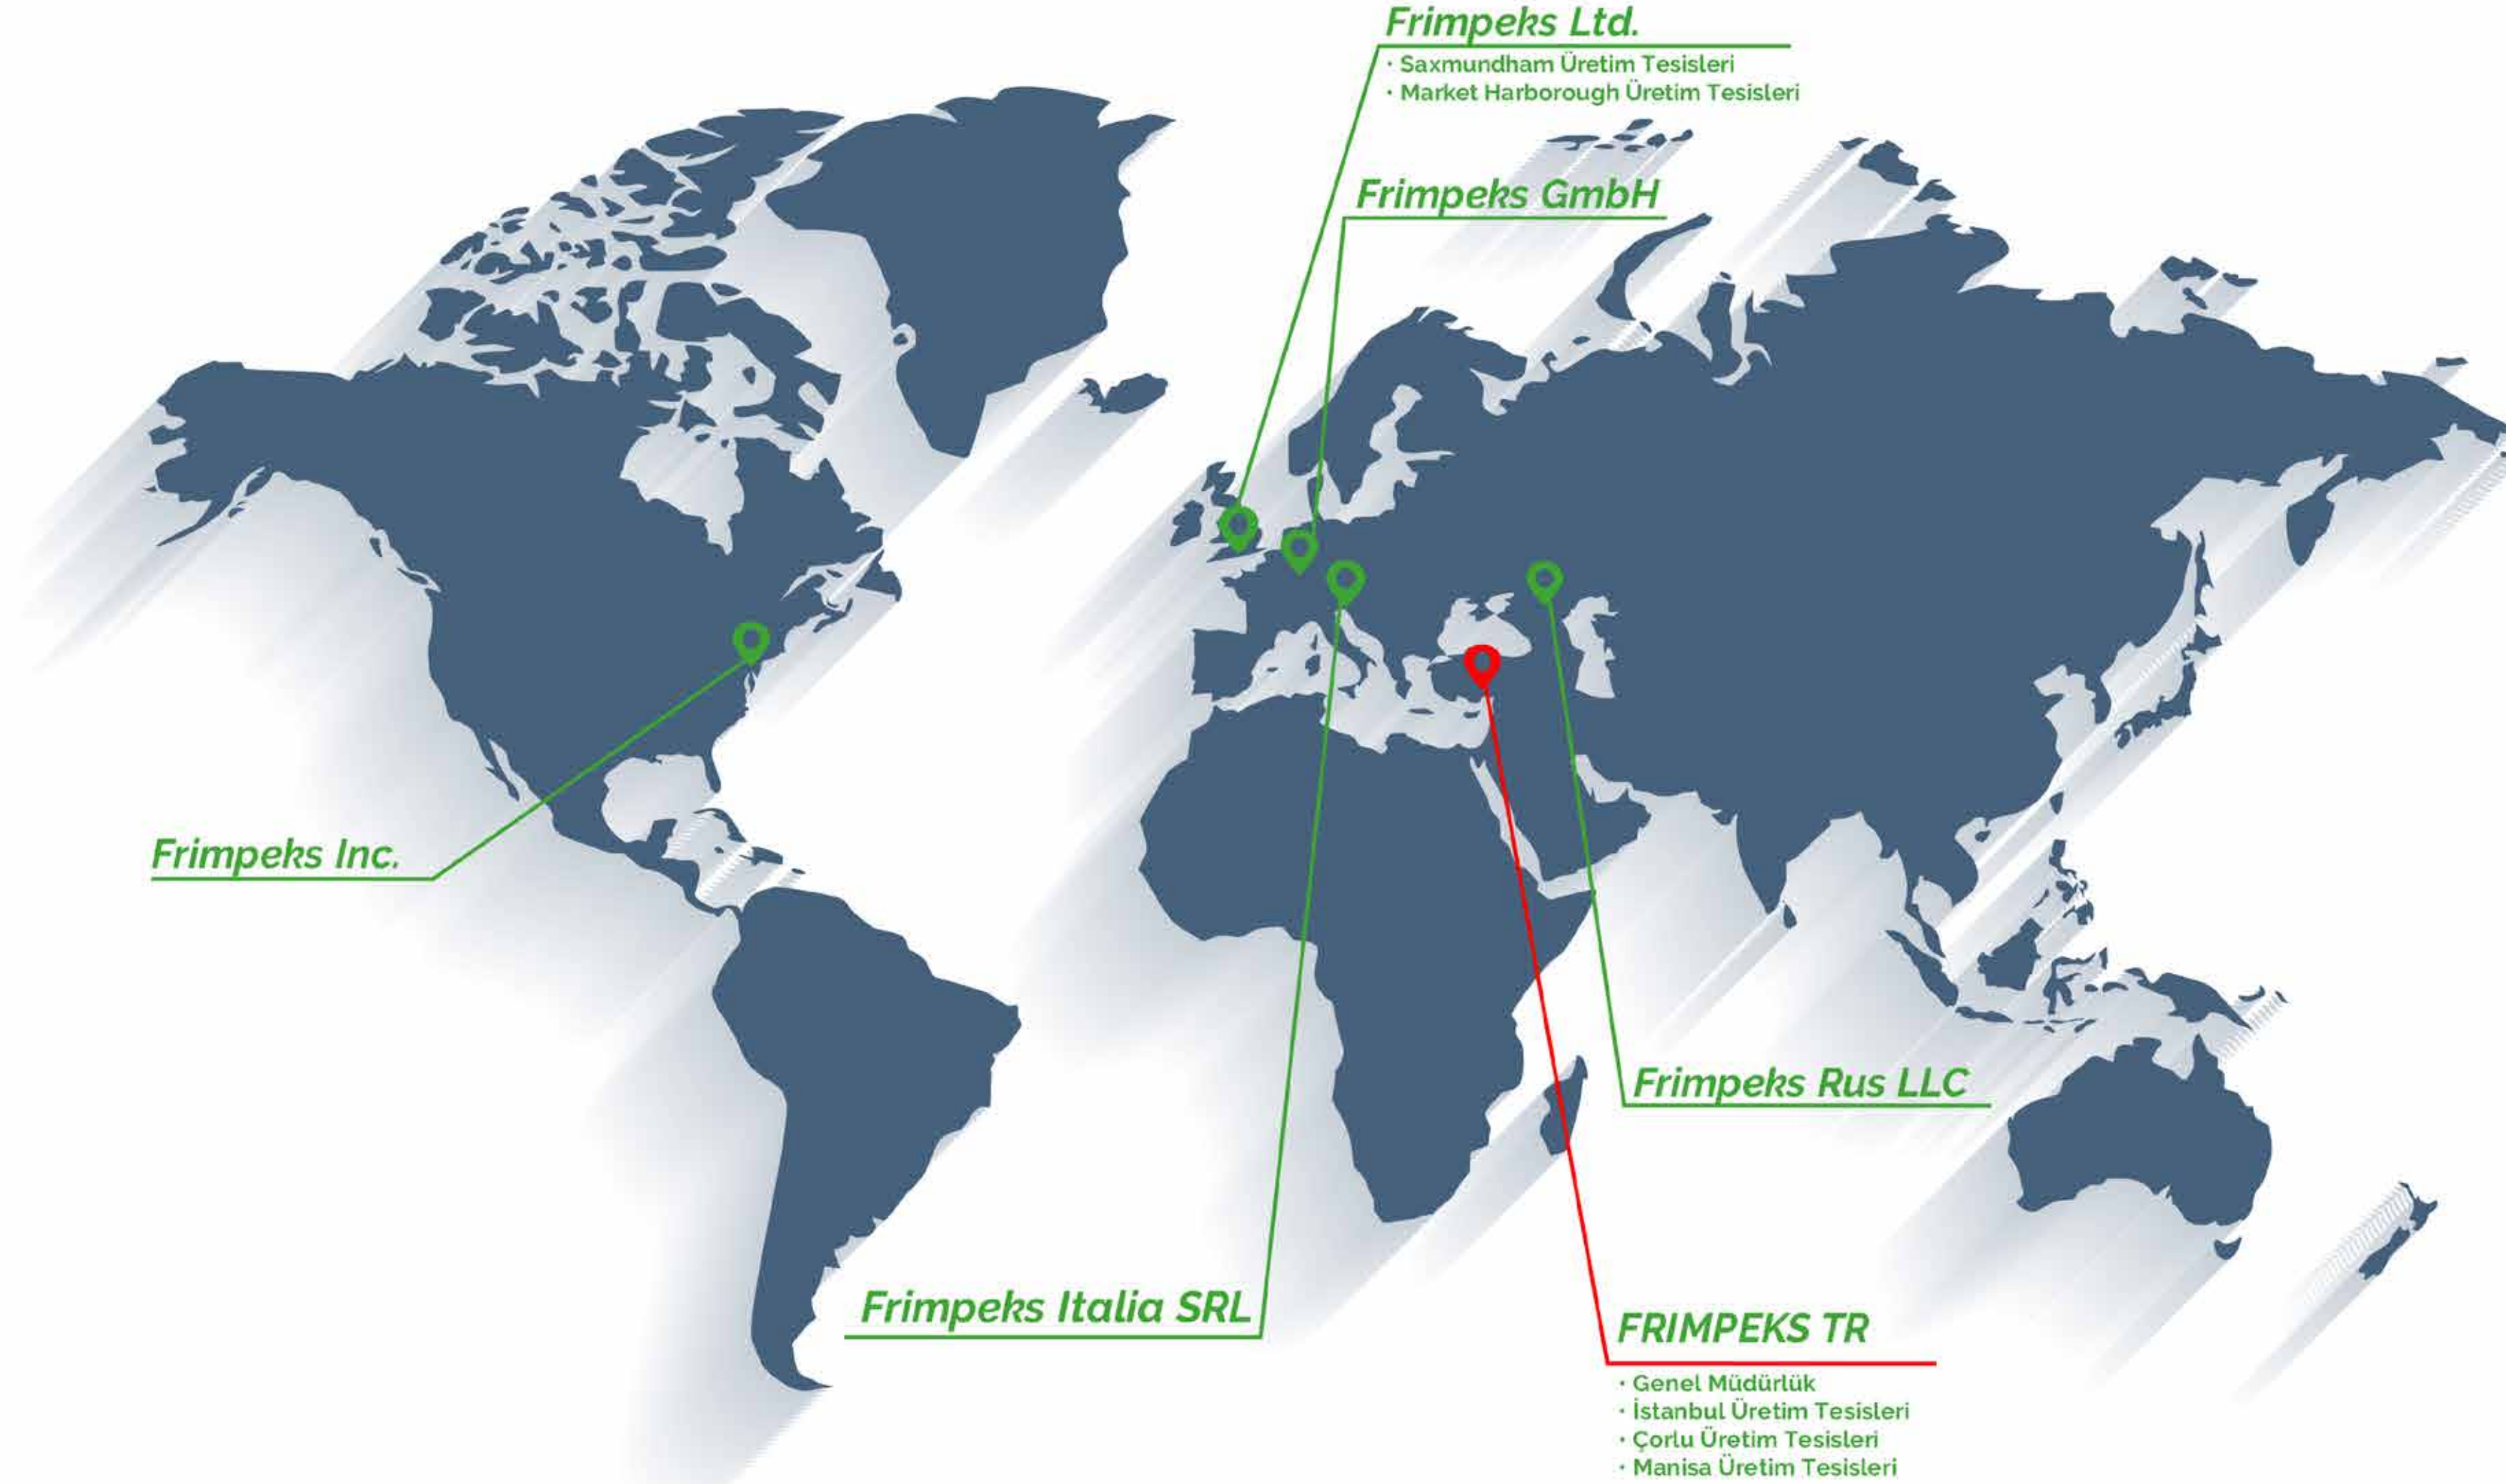 Frimpeks Ltd.
· Saxmundham Üretim Tesisleri
· Market Harborough Üretim Tesisleri
Frimpeks GmbH
Frimpeks Inc.
Frimpeks Rus LLC
Frimpeks Italia SRL
FRIMPEKS TR
· Genel Müdürlük
· İstanbul Üretim Tesisleri
· Çorlu Üretim Tesisleri
· Manisa Üretim Tesisleri